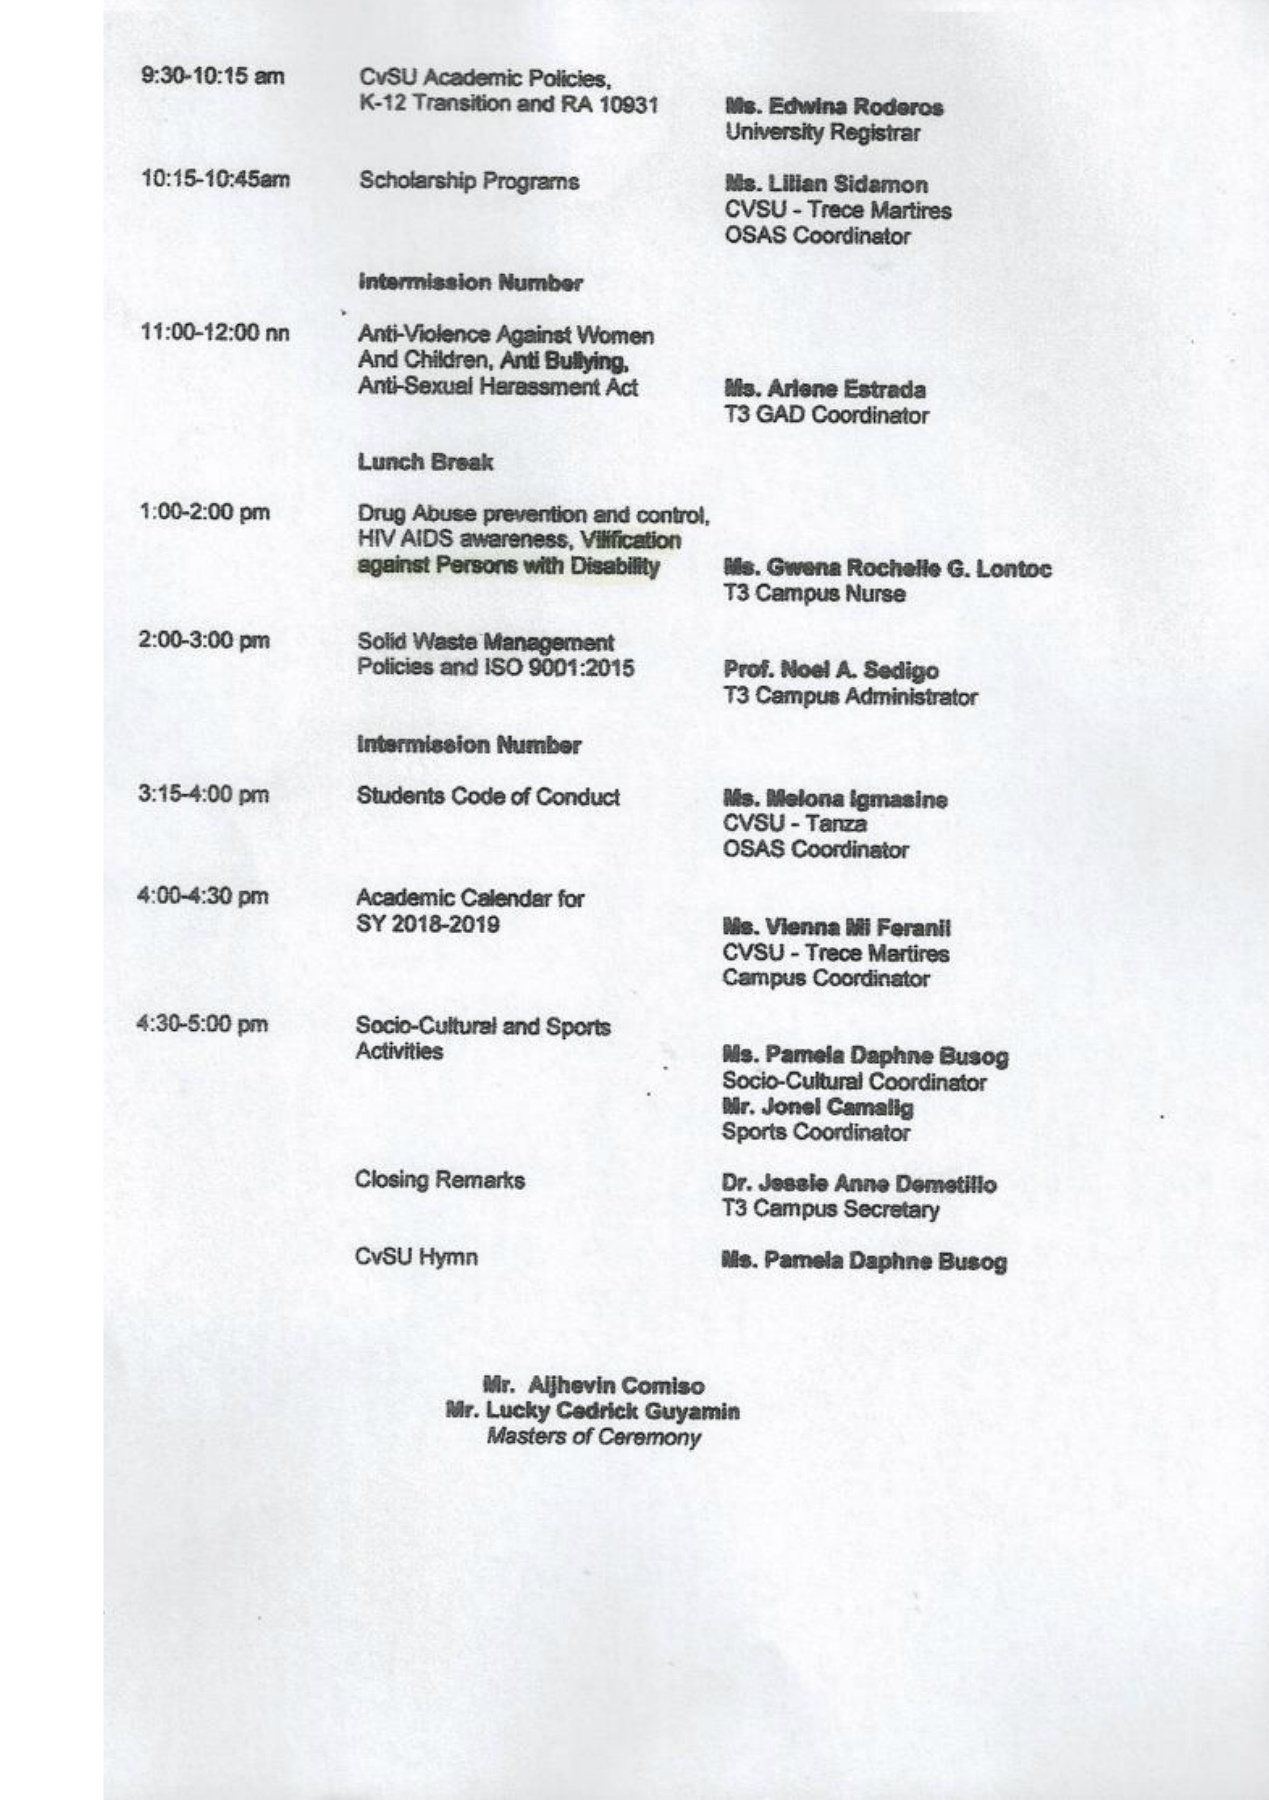 9:30-10:15 am CvSU Academic Policies,
K-12 Transition and RA 10931
Ms. Edwina Roderos
University Registrar
10:15-10:45am Scholarship Programs Ms. Lilian Sidamon
CVSU - Trece Martires
OSAS Coordinator
Intermission Number
11:00-12:00 nn Anti-Violence Against Women
And Children, Anti Bullying,
Anti-Sexual Harassment Act Ms. Arlene Estrada
T3 GAD Coordinator
Lunch Break
1:00-2:00 pm Drug Abuse prevention and control,
HIV AIDS awareness, Vilification
against Persons with Disability Ms. Gwena Rochelle G. Lontoc
T3 Campus Nurse
2:00-3:00 pm Solid Waste Management
Policies and ISO 9001:2015 Prof. Noel A. Sedigo
T3 Campus Administrator
Intermission Number
3:15-4:00 pm Students Code of Conduct Ms. Melona Igmasine
CVSU - Tanza
OSAS Coordinator
4:00-4:30 pm Academic Calendar for
SY 2018-2019 Ms. Vienna Mi Feranil
CVSU - Trece Martires
Campus Coordinator
4:30-5:00 pm Socio-Cultural and Sports
Activities Ms. Pamela Daphne Busog
Socio-Cultural Coordinator
Mr. Jonel Camalig
Sports Coordinator
Closing Remarks Dr. Jessie Anne Demetillo
T3 Campus Secretary
CvSU Hymn Ms. Pamela Daphne Busog
Mr. Aljhevin Comiso
Mr. Lucky Cedrick Guyamin
Masters of Ceremony